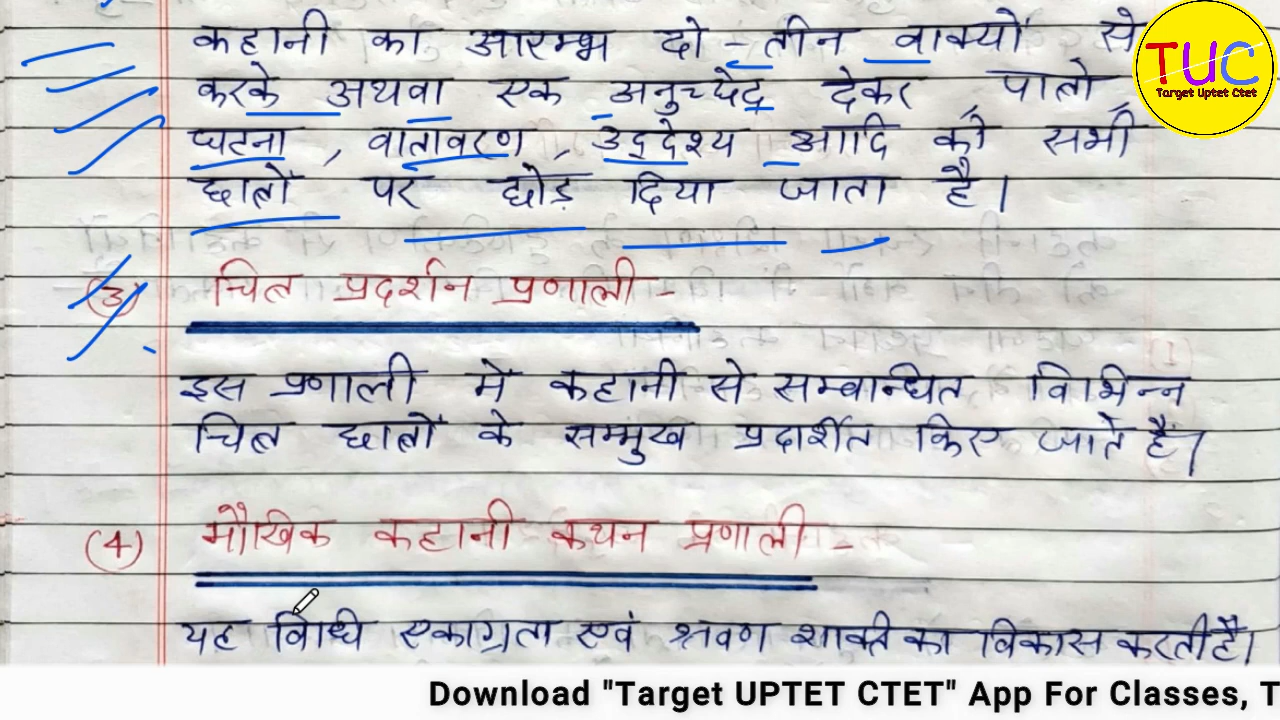 कहानी का आरम्भ दो - तीन वाक्यों से
करके अथवा एक अनुच्छेद देकर पात्रों,
घटना, वातावरण, उद्देश्य आदि को सभी
छात्रों पर छोड़ दिया जाता है।
(3) चित्र प्रदर्शन प्रणाली -
इस प्रणाली में कहानी से सम्बन्धित विभिन्न
चित्र छात्रों के सम्मुख प्रदर्शित किए जाते है।
(4) मौखिक कहानी कथन प्रणाली -
यह विधि एकाग्रता एवं श्रवण शक्ति का विकास करती है।
TUC
Target Uptet Ctet
Download "Target UPTET CTET" App For Classes, T